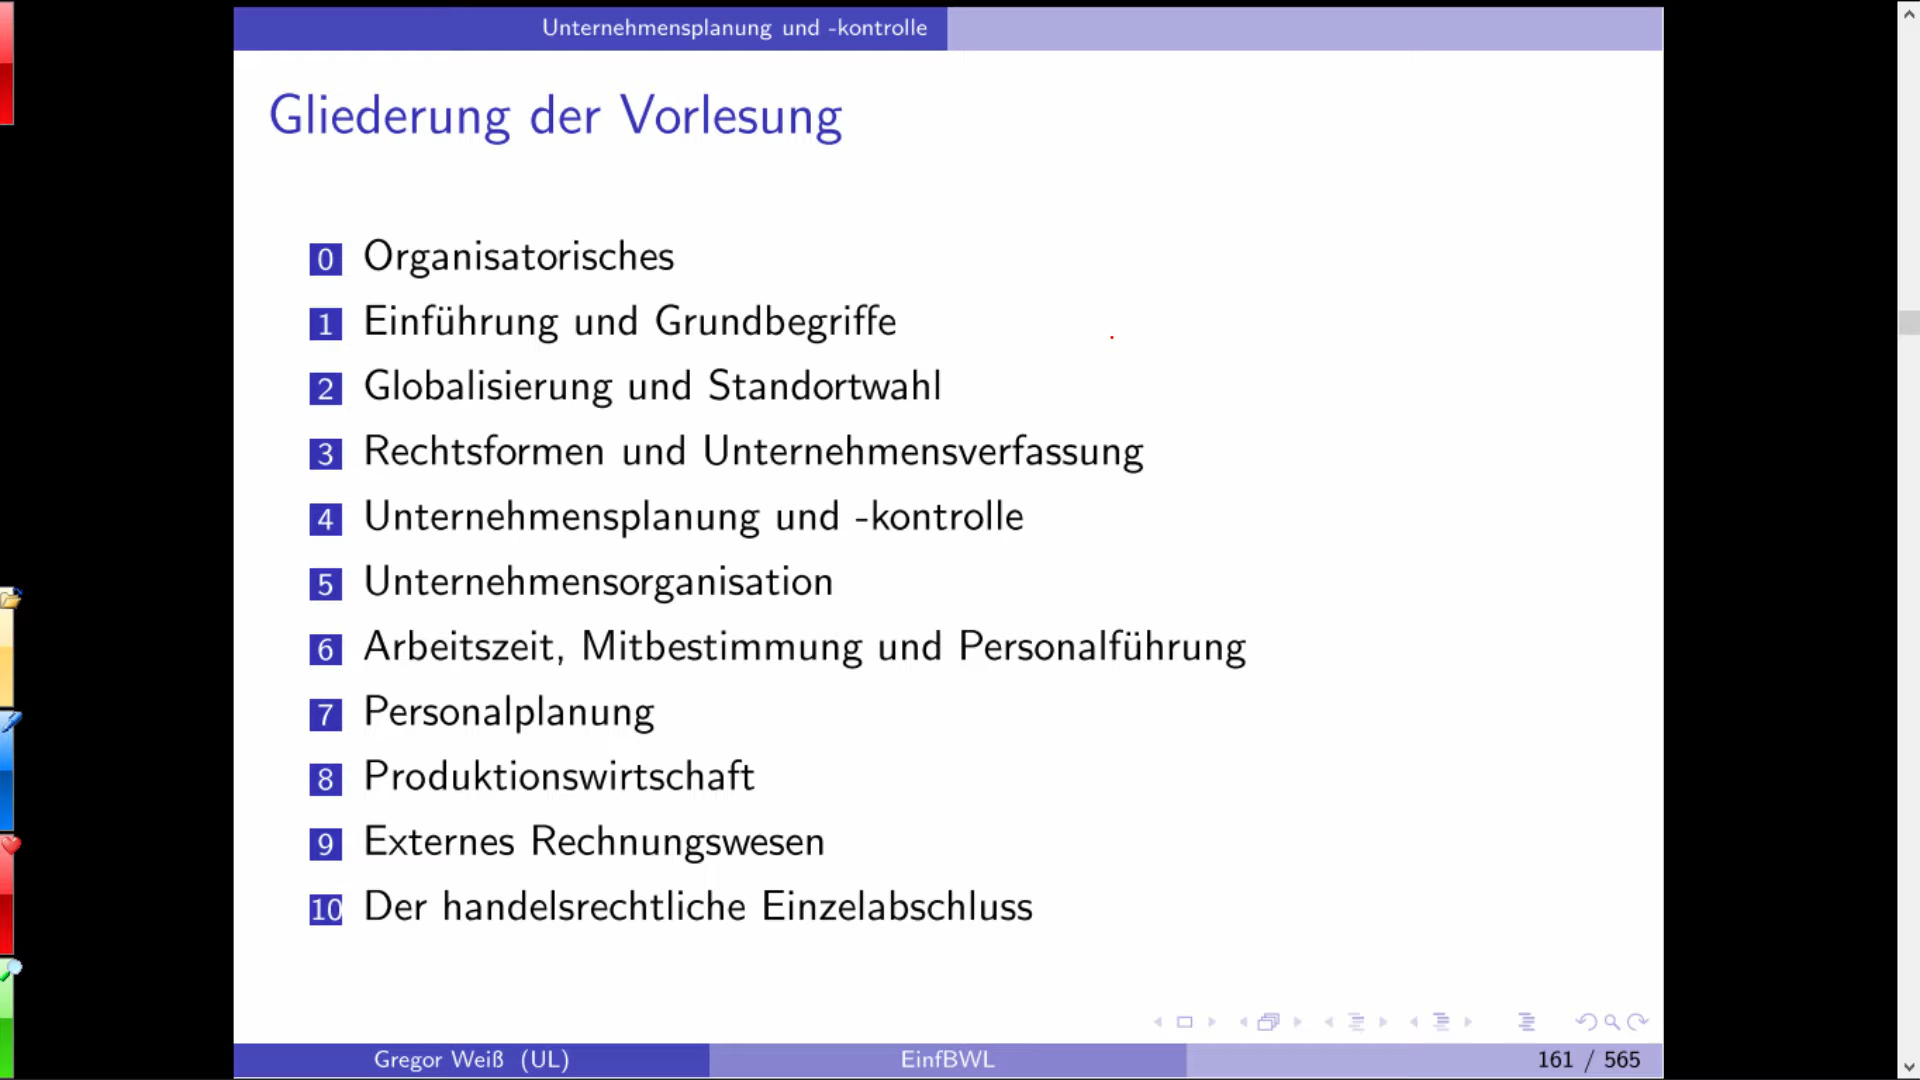 Unternehmensplanung und -kontrolle
Gliederung der Vorlesung
0 Organisatorisches
1 Einführung und Grundbegriffe
2 Globalisierung und Standortwahl
3 Rechtsformen und Unternehmensverfassung
4 Unternehmensplanung und -kontrolle
5 Unternehmensorganisation
6 Arbeitszeit, Mitbestimmung und Personalführung
7 Personalplanung
8 Produktionswirtschaft
9 Externes Rechnungswesen
10 Der handelsrechtliche Einzelabschluss
Gregor Weiß (UL) EinfBWL 161 / 565